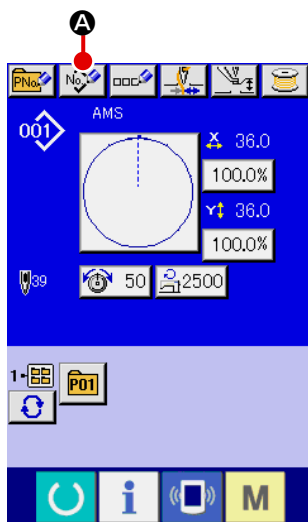 A
PNo. No.
001 AMS
X 36.0
100.0%
Y 36.0
100.0%
39 50 2500
1- P01
i M